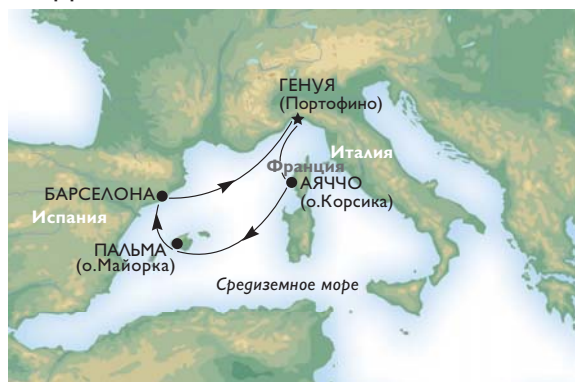 ГЕНУЯ
(Портофино)
Италия
Франция
АЯЧЧО
(о.Корсика)
БАРСЕЛОНА
Испания
ПАЛЬМА
(о.Майорка)
Средиземное море